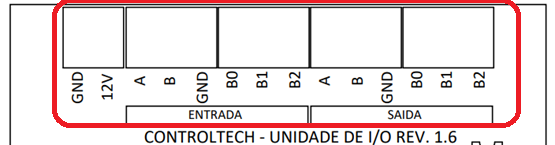 GND 12V A B GND B0 B1 B2 A B GND B0 B1 B2
ENTRADA SAIDA
CONTROLTECH - UNIDADE DE I/O REV. 1.6